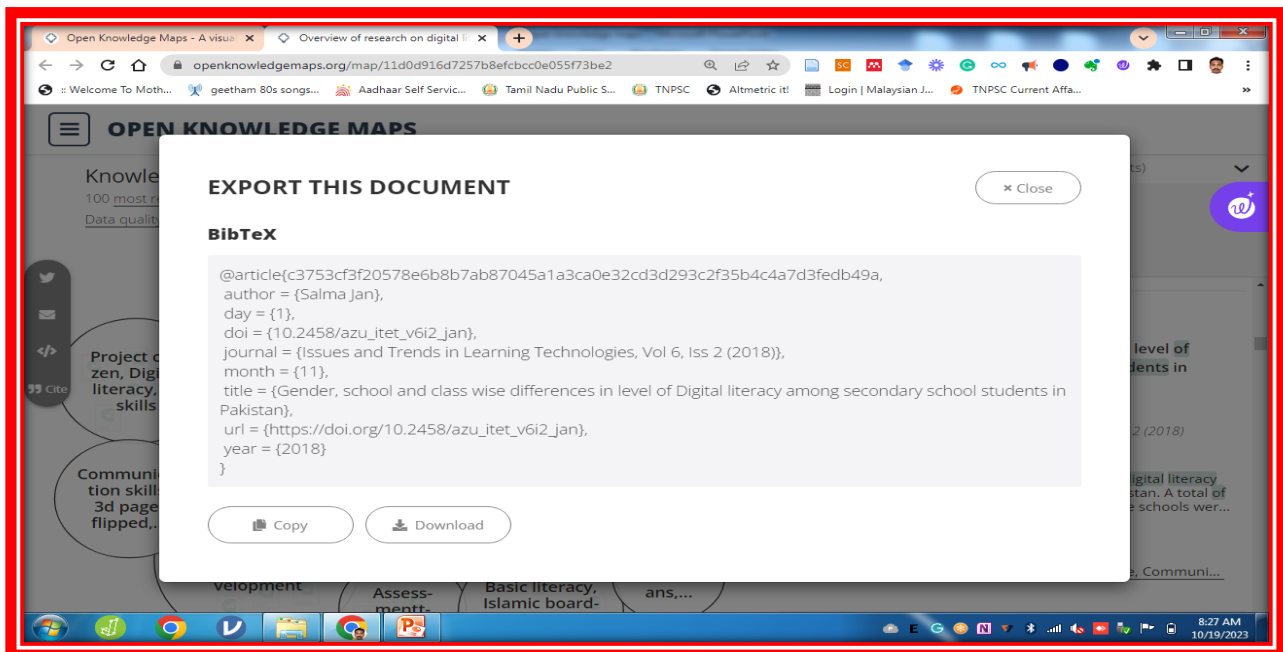 Open Knowledge Maps - A visual
Overview of research on digital li
openknowledgemaps.org/map/11d0d916d7257b8efcbcc0e055f73be2
:: Welcome To Moth... geetham 80s songs... Aadhaar Self Servic... Tamil Nadu Public S... TNPSC Altmetric it! Login | Malaysian J... TNPSC Current Affa... »
OPEN KNOWLEDGE MAPS
Knowle
100 most re
Data quality
ts)
EXPORT THIS DOCUMENT
× Close
BibTeX
@article{c3753cf3f20578e6b8b7ab87045a1a3ca0e32cd3d293c2f35b4c4a7d3fedb49a,
author = {Salma Jan},
day = {1},
doi = {10.2458/azu_itet_v6i2_jan},
journal = {Issues and Trends in Learning Technologies, Vol 6, Iss 2 (2018)},
month = {11},
title = {Gender, school and class wise differences in level of Digital literacy among secondary school students in
Pakistan},
url = {https://doi.org/10.2458/azu_itet_v6i2_jan},
year = {2018}
}
Copy
Download
Cite
Project c
zen, Digi
literacy,
skills
Communi
tion skill
3d page
flipped,..
velopment
Assess-
mentt-
Basic literacy,
Islamic board-
ans,...
level of
dents in
2 (2018)
igital literacy
stan. A total of
e schools wer...
e, Communi...
8:27 AM
10/19/2023